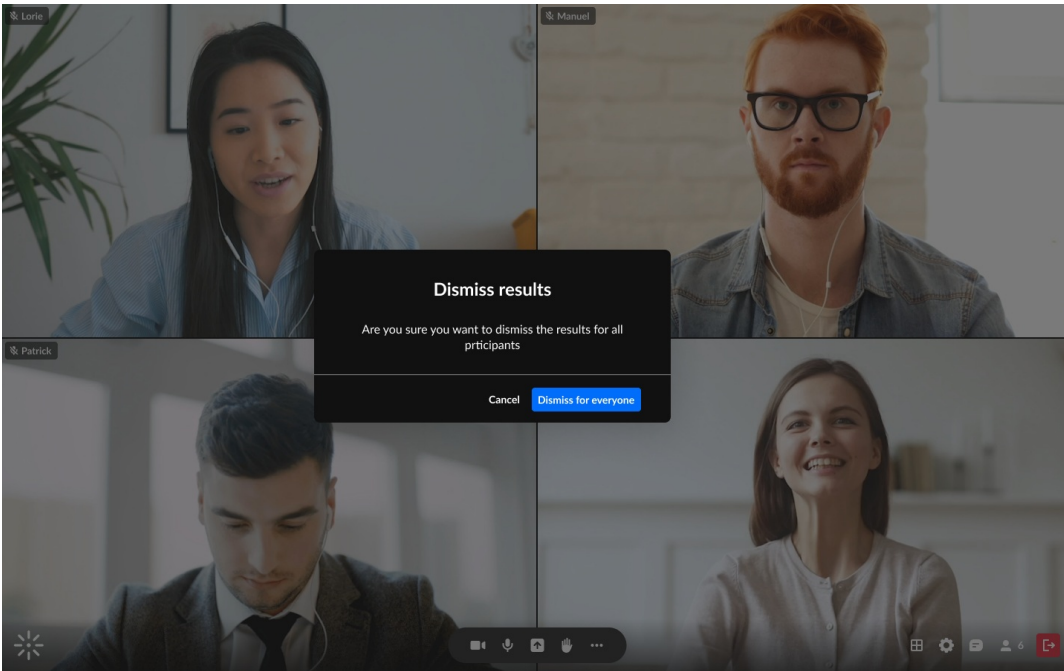 Lorie
Manuel
Dismiss results
Are you sure you want to dismiss the results for all
prticipants
Patrick
Cancel
Dismiss for everyone
6